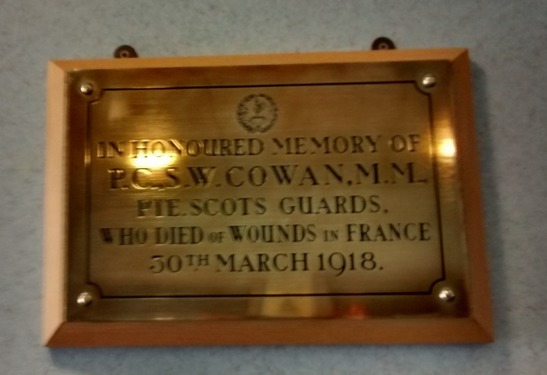 IN HONOURED MEMORY OF
P.C. S.W. COWAN, M.M.
PTE. SCOTS GUARDS.
WHO DIED OF WOUNDS IN FRANCE
30TH MARCH 1918.